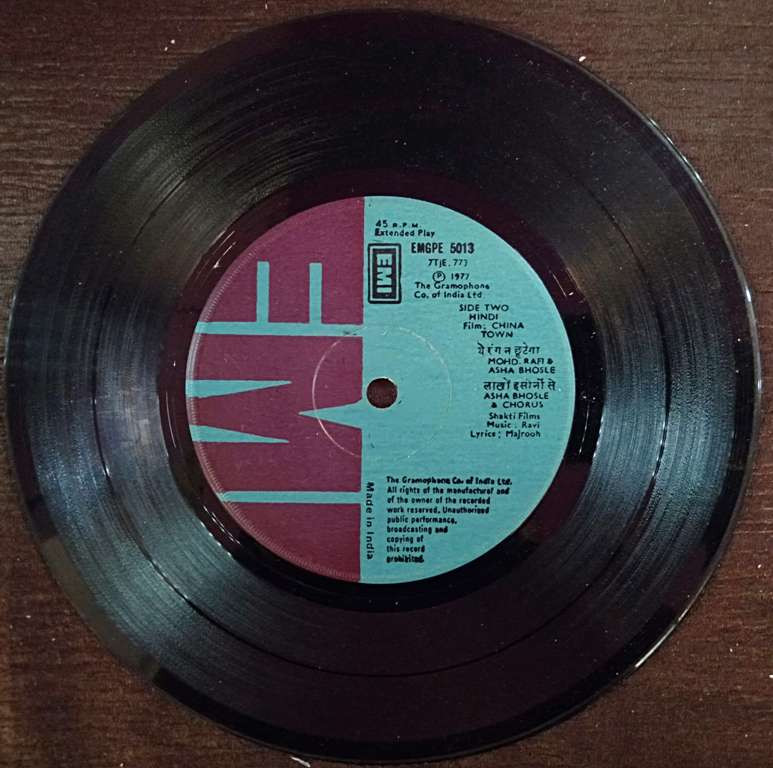 45 R.P.M.
Extended Play
EMGPE 5013
7TJE. 773
Ⓟ 1977
The Gramophone
Co. of India Ltd.
EMI
SIDE TWO
HINDI
Film: CHINA
TOWN
ये रंग न छूटेगा
MOHD. RAFI &
ASHA BHOSLE
लाखों इसानों से
ASHA BHOSLE
& CHORUS
Shakti Films
Music : Ravi
Lyrics : Majrooh
The Gramophone Co. of India Ltd.
All rights of the manufacturer and
of the owner of the recorded
work reserved. Unauthorised
public performance,
broadcasting and
copying of
this record
prohibited.
Made in India
EMI